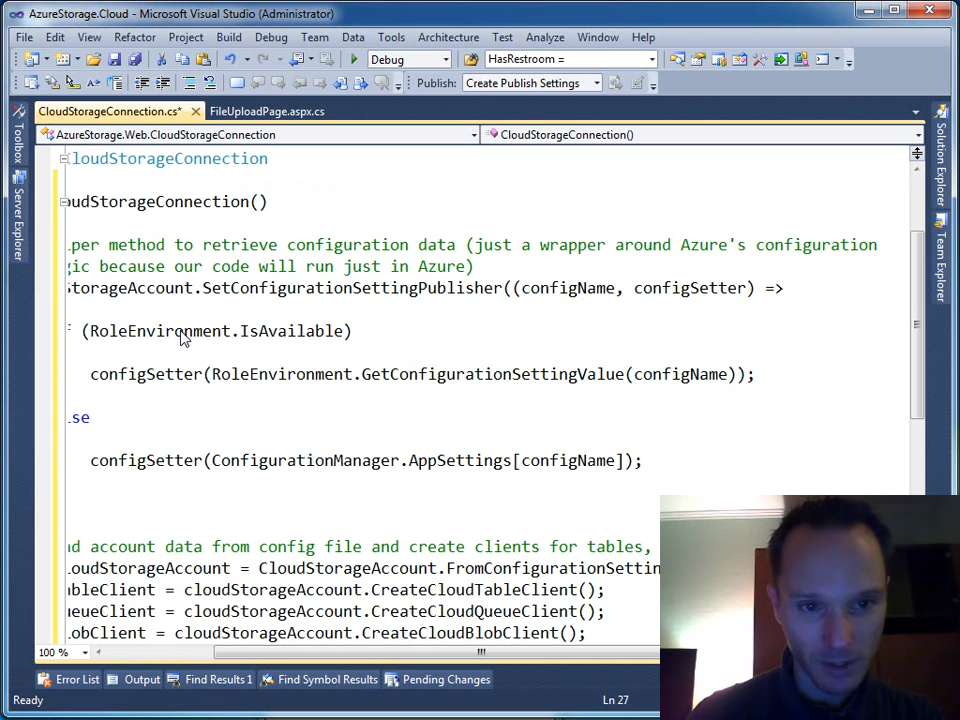 AzureStorage.Cloud - Microsoft Visual Studio (Administrator)
File Edit View Refactor Project Build Debug Team Data Tools Architecture Test Analyze Window Help
Debug HasRestroom =
Publish: Create Publish Settings
CloudStorageConnection.cs* FileUploadPage.aspx.cs
AzureStorage.Web.CloudStorageConnection CloudStorageConnection()
Toolbox
Server Explorer
Solution Explorer
Team Explorer
loudStorageConnection
oudStorageConnection()
per method to retrieve configuration data (just a wrapper around Azure's configuration
gic because our code will run just in Azure)
StorageAccount.SetConfigurationSettingPublisher((configName, configSetter) =>
f (RoleEnvironment.IsAvailable)
configSetter(RoleEnvironment.GetConfigurationSettingValue(configName));
se
configSetter(ConfigurationManager.AppSettings[configName]);
d account data from config file and create clients for tables,
loudStorageAccount = CloudStorageAccount.FromConfigurationSettin
bleClient = cloudStorageAccount.CreateCloudTableClient();
ueueClient = cloudStorageAccount.CreateCloudQueueClient();
obClient = cloudStorageAccount.CreateCloudBlobClient();
100 %
Error List Output Find Results 1 Find Symbol Results Pending Changes
Ready Ln 27